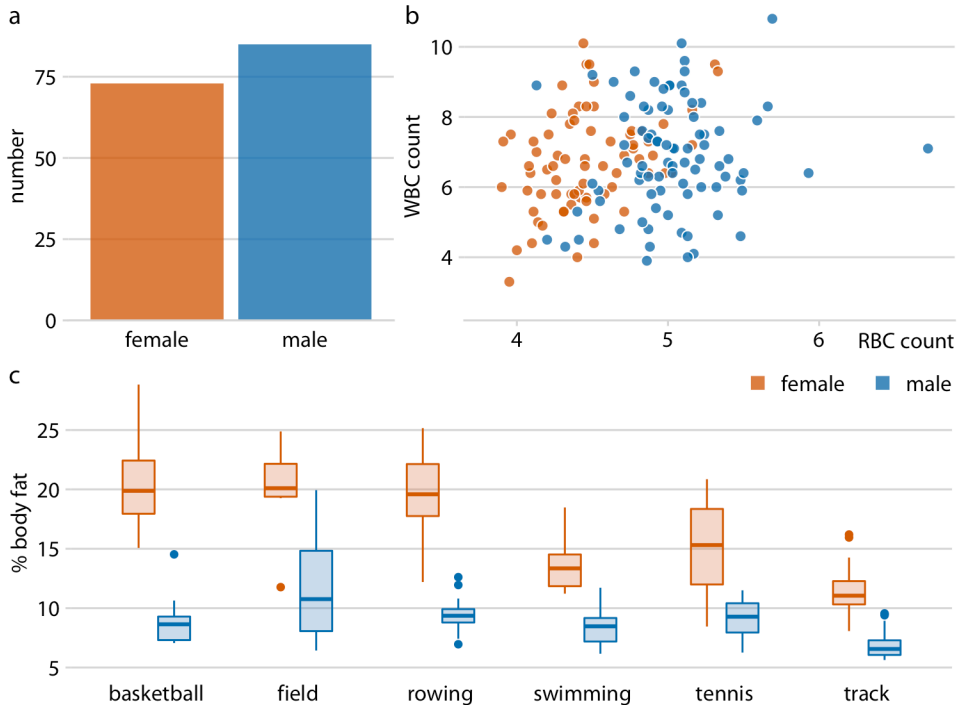 a
number
75
50
25
0
female
male
b
WBC count
10
8
6
4
4
5
6
RBC count
c
female
male
% body fat
25
20
15
10
5
basketball
field
rowing
swimming
tennis
track